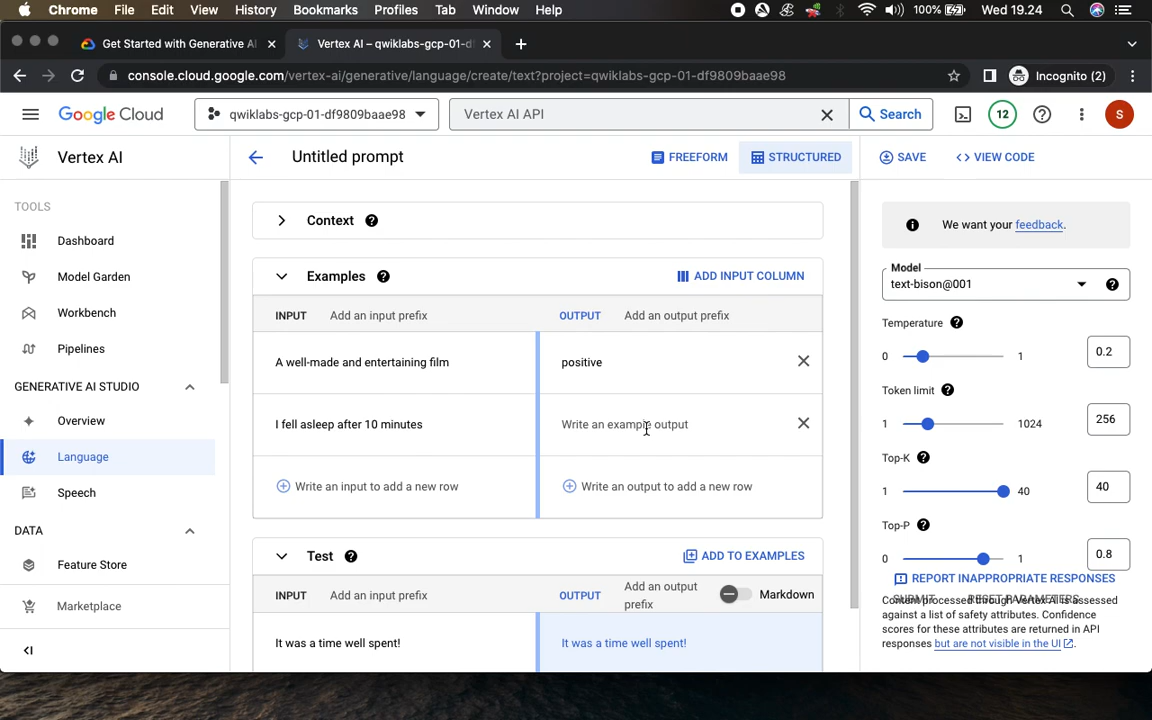 Chrome File Edit View History Bookmarks Profiles Tab Window Help 100% Wed 19.24
Get Started with Generative AI
Vertex AI – qwiklabs-gcp-01-d
console.cloud.google.com/vertex-ai/generative/language/create/text?project=qwiklabs-gcp-01-df9809baae98
Incognito (2)
Google Cloud
qwiklabs-gcp-01-df9809baae98
Vertex AI API
Search
12
S
Vertex AI
Untitled prompt
FREEFORM
STRUCTURED
SAVE
VIEW CODE
TOOLS
Dashboard
Model Garden
Workbench
Pipelines
GENERATIVE AI STUDIO
Overview
Language
Speech
DATA
Feature Store
Marketplace
Context
Examples
ADD INPUT COLUMN
INPUT Add an input prefix
OUTPUT Add an output prefix
A well-made and entertaining film
positive
I fell asleep after 10 minutes
Write an example output
Write an input to add a new row
Write an output to add a new row
Test
ADD TO EXAMPLES
INPUT Add an input prefix
OUTPUT Add an output
prefix
Markdown
It was a time well spent!
It was a time well spent!
We want your feedback.
Model
text-bison@001
Temperature
0 1 0.2
Token limit
1 1024 256
Top-K
1 40 40
Top-P
0 1 0.8
REPORT INAPPROPRIATE RESPONSES
SUBMIT RESET PARAMETERS
Content processed through Vertex AI is assessed
against a list of safety attributes. Confidence
scores for these attributes are returned in API
responses but are not visible in the UI.